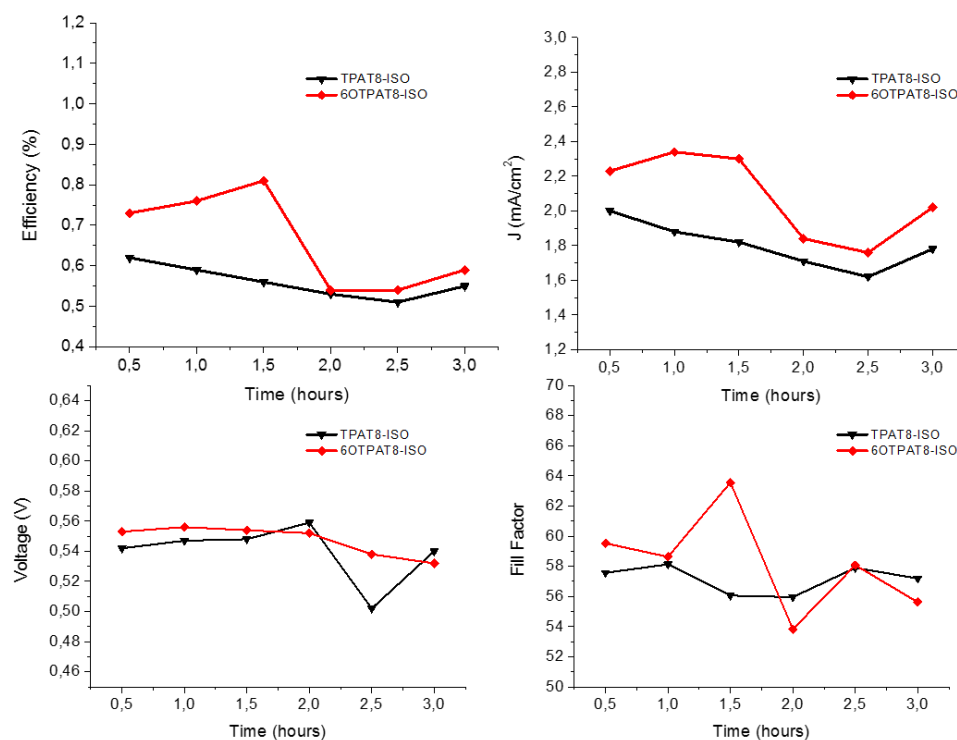 Efficiency (%)
1,2
1,1
1,0
0,9
0,8
0,7
0,6
0,5
0,4
TPAT8-ISO
6OTPAT8-ISO
0,5 1,0 1,5 2,0 2,5 3,0
Time (hours)
J (mA/cm²)
3,0
2,8
2,6
2,4
2,2
2,0
1,8
1,6
1,4
1,2
TPAT8-ISO
6OTPAT8-ISO
0,5 1,0 1,5 2,0 2,5 3,0
Time (hours)
Voltage (V)
0,64
0,62
0,60
0,58
0,56
0,54
0,52
0,50
0,48
0,46
TPAT8-ISO
6OTPAT8-ISO
0,5 1,0 1,5 2,0 2,5 3,0
Time (hours)
Fill Factor
70
68
66
64
62
60
58
56
54
52
50
TPAT8-ISO
6OTPAT8-ISO
0,5 1,0 1,5 2,0 2,5 3,0
Time (hours)